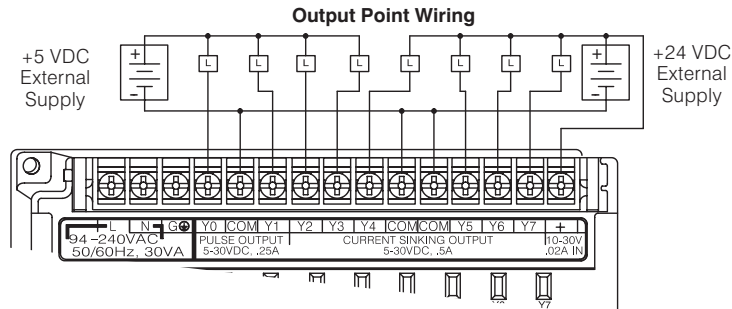 Output Point Wiring
+5 VDC
External
Supply
+
-
L L L L L L L L
+
-
+24 VDC
External
Supply
L N G Y0 COM Y1 Y2 Y3 Y4 COM COM Y5 Y6 Y7 +
94-240VAC
50/60Hz, 30VA
PULSE OUTPUT
5-30VDC, .25A
CURRENT SINKING OUTPUT
5-30VDC, .5A
10-30V
.02A IN
Y7